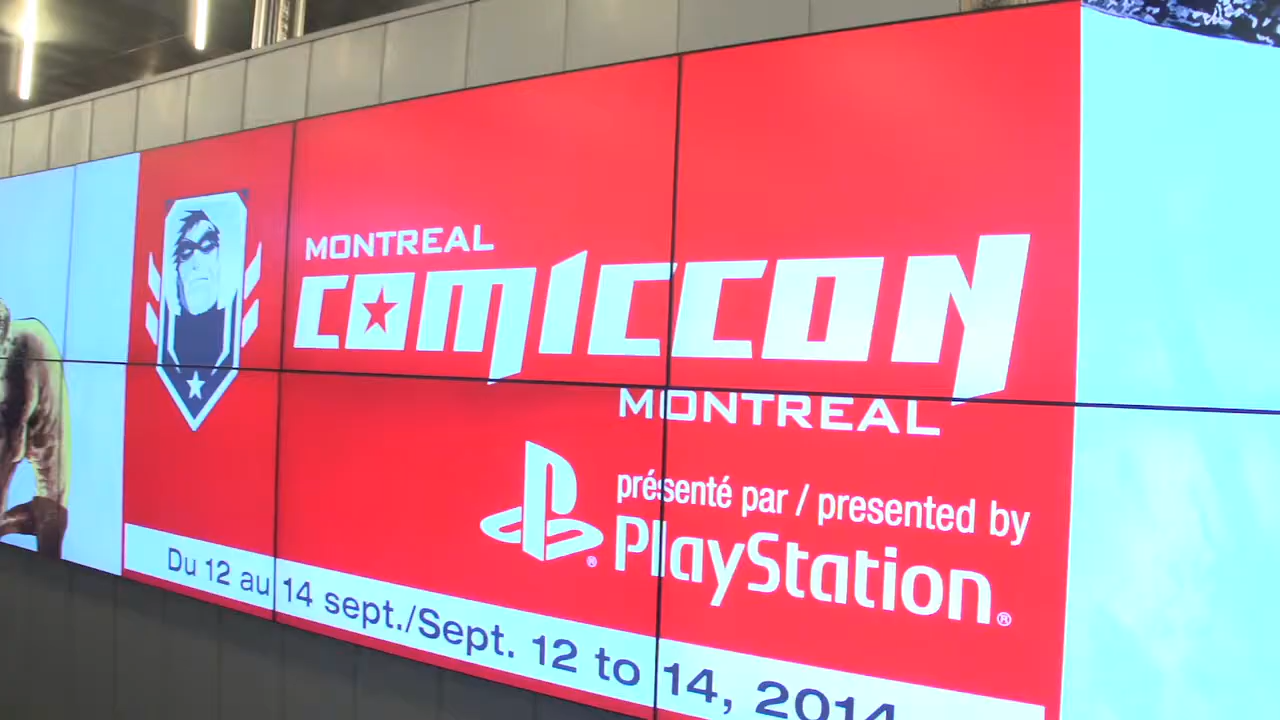 MONTREAL
COMICCON
MONTREAL
présenté par / presented by
PlayStation®
Du 12 au 14 sept./Sept. 12 to 14, 2014